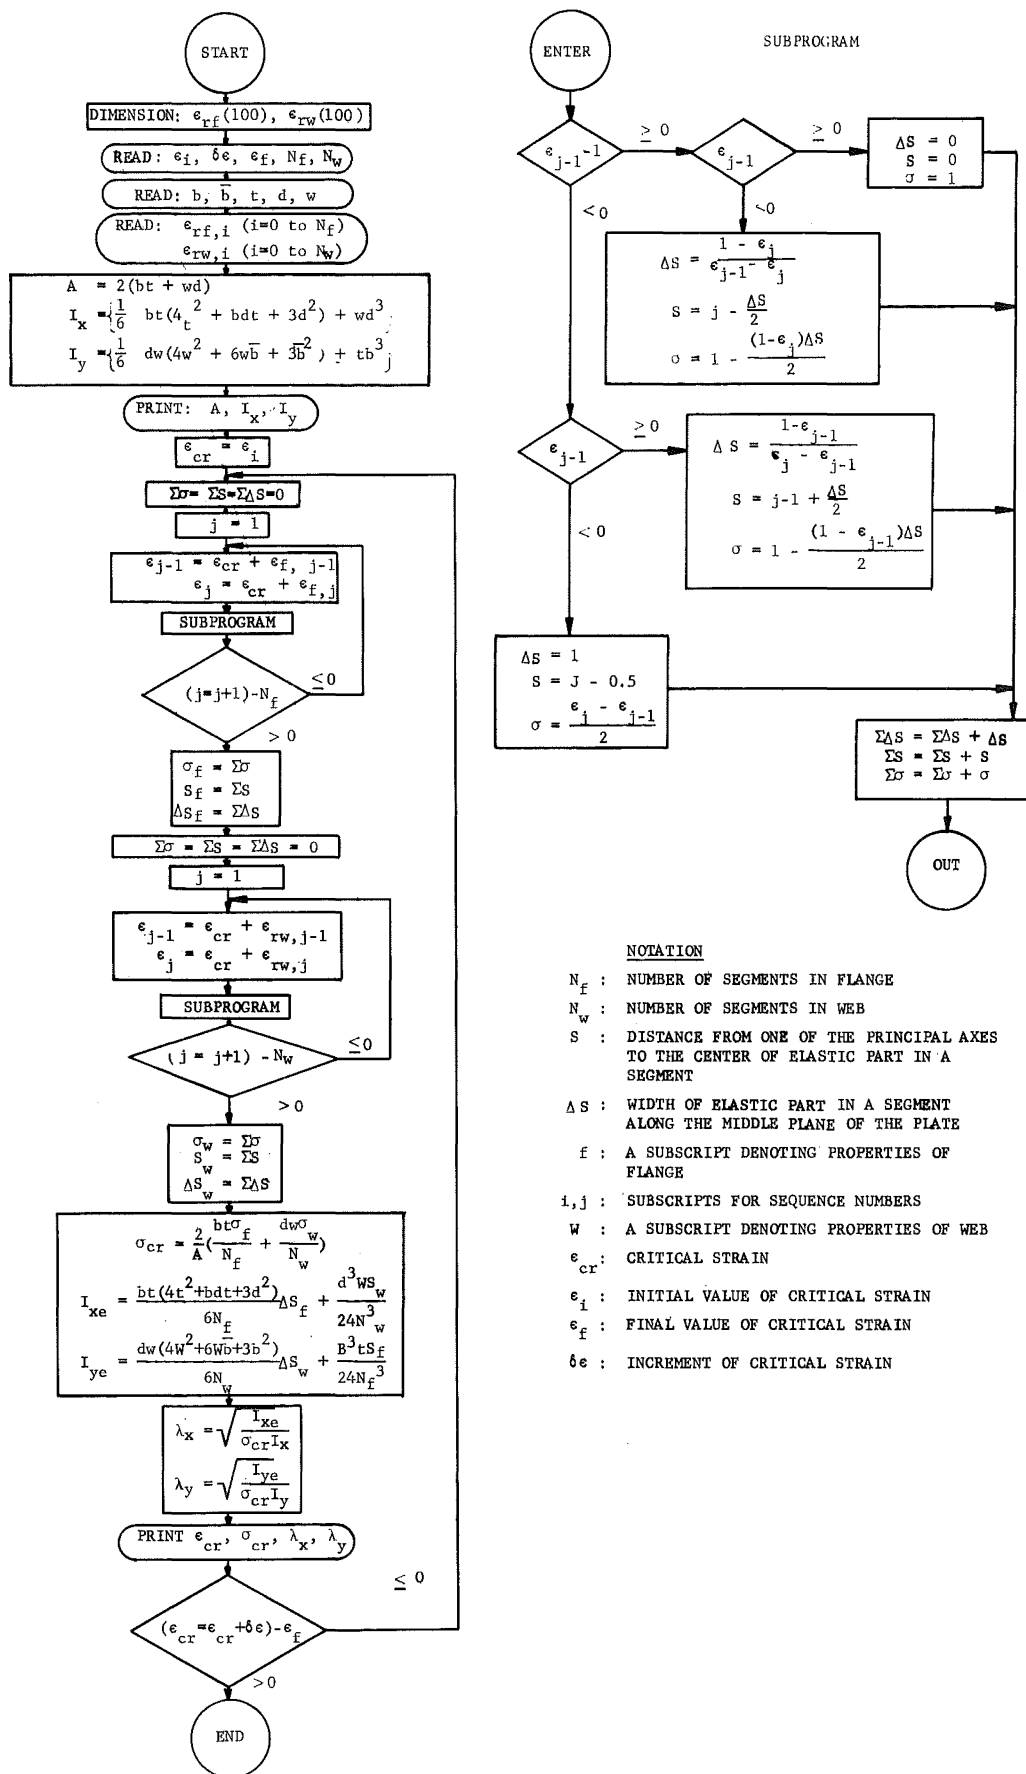 START
DIMENSION: ϵ_rf(100), ϵ_rw(100)
READ: ϵ_i, δϵ, ϵ_f, N_f, N_w
READ: b, b̅, t, d, w
READ: ϵ_rf,i (i=0 to N_f)
ϵ_rw,i (i=0 to N_w)
A = 2(bt + wd)
I_x ={1/6 bt(4_t^2 + bdt + 3d^2) + wd^3}
I_y ={1/6 dw(4w^2 + 6wb̅ + 3b̅^2) + tb^3}
PRINT: A, I_x, I_y
ϵ_cr = ϵ_i
Σσ= ΣS=ΣΔS=0
j = 1
ϵ_j-1 = ϵ_cr + ϵ_f, j-1
ϵ_j = ϵ_cr + ϵ_f,j
SUBPROGRAM
(j=j+1)-N_f
≤0
>0
σ_f = Σσ
S_f = ΣS
ΔS_f = ΣΔS
Σσ = ΣS = ΣΔS = 0
j = 1
ϵ_j-1 = ϵ_cr + ϵ_rw,j-1
ϵ_j = ϵ_cr + ϵ_rw,j
SUBPROGRAM
(j = j+1) - N_w
≤0
>0
σ_w = Σσ
S_w = ΣS
ΔS_w = ΣΔS
σ_cr = 2/A(btσ_f/N_f + dwσ_w/N_w)
I_xe = bt(4t^2+bdt+3d^2)/6N_f ΔS_f + d^3WS_w/24N^3_w
I_ye = dw(4W^2+6Wb̅+3b^2)/6N_w ΔS_w + B^3tS_f/24N_f^3
λ_x = √(I_xe/σ_crI_x)
λ_y = √(I_ye/σ_crI_y)
PRINT ϵ_cr, σ_cr, λ_x, λ_y
≤ 0
(ϵ_cr=ϵ_cr+δϵ)-ϵ_f
>0
END
SUBPROGRAM
ENTER
ϵ_j-1-1
≥ 0
ϵ_j-1
≥ 0
ΔS = 0
S = 0
σ = 1
<0
<0
ΔS = 1 - ϵ_j/ϵ_j-1 - ϵ_j
S = j - ΔS/2
σ = 1 - (1-ϵ_j)ΔS/2
ϵ_j-1
≥0
Δ S = 1-ϵ_j-1/ϵ_j - ϵ_j-1
S = j-1 + ΔS/2
σ = 1 - (1 - ϵ_j-1)ΔS/2
<0
ΔS = 1
S = J - 0.5
σ = ϵ_j - ϵ_j-1/2
ΣΔS = ΣΔS + ΔS
ΣS = ΣS + S
Σσ = Σσ + σ
OUT
NOTATION
N_f : NUMBER OF SEGMENTS IN FLANGE
N_w : NUMBER OF SEGMENTS IN WEB
S : DISTANCE FROM ONE OF THE PRINCIPAL AXES
TO THE CENTER OF ELASTIC PART IN A
SEGMENT
Δ S : WIDTH OF ELASTIC PART IN A SEGMENT
ALONG THE MIDDLE PLANE OF THE PLATE
f : A SUBSCRIPT DENOTING PROPERTIES OF
FLANGE
i,j : SUBSCRIPTS FOR SEQUENCE NUMBERS
W : A SUBSCRIPT DENOTING PROPERTIES OF WEB
ϵ_cr : CRITICAL STRAIN
ϵ_i : INITIAL VALUE OF CRITICAL STRAIN
ϵ_f : FINAL VALUE OF CRITICAL STRAIN
δϵ : INCREMENT OF CRITICAL STRAIN